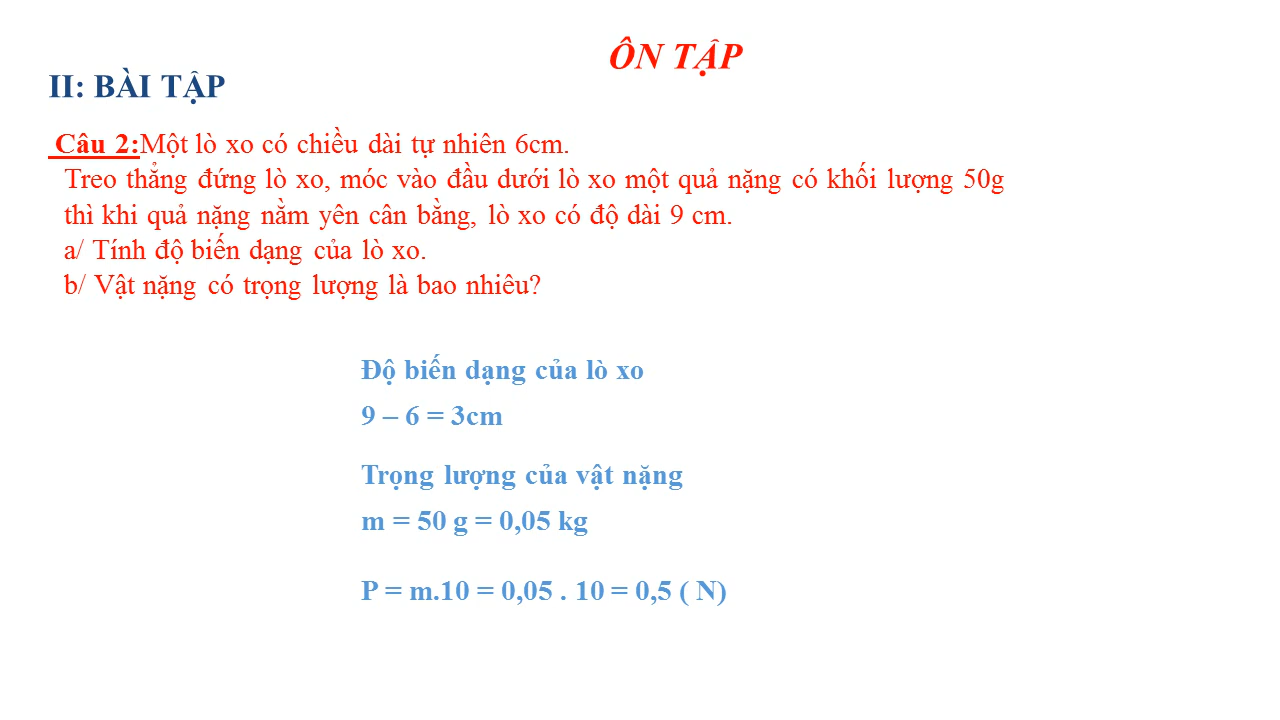 ÔN TẬP
II: BÀI TẬP
Câu 2:Một lò xo có chiều dài tự nhiên 6cm.
Treo thẳng đứng lò xo, móc vào đầu dưới lò xo một quả nặng có khối lượng 50g
thì khi quả nặng nằm yên cân bằng, lò xo có độ dài 9 cm.
a/ Tính độ biến dạng của lò xo.
b/ Vật nặng có trọng lượng là bao nhiêu?
Độ biến dạng của lò xo
9 – 6 = 3cm
Trọng lượng của vật nặng
m = 50 g = 0,05 kg
P = m.10 = 0,05 . 10 = 0,5 ( N)